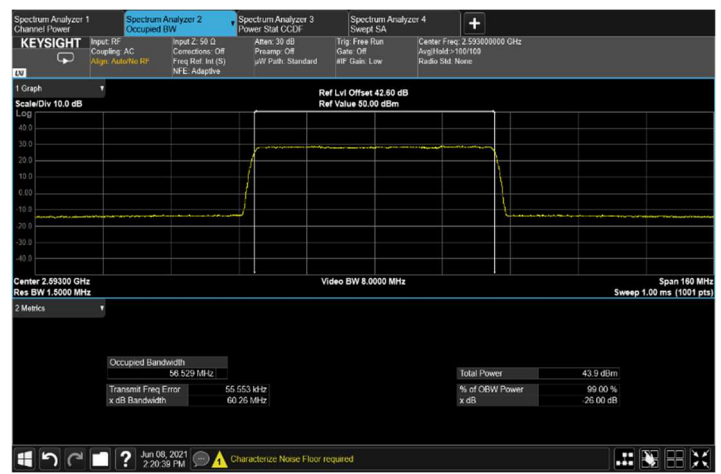 Spectrum Analyzer 1
Channel Power
Spectrum Analyzer 2
Occupied BW
Spectrum Analyzer 3
Power Stat CCDF
Spectrum Analyzer 4
Swept SA
KEYSIGHT
Input: RF
Coupling: AC
Align: Auto/No RF
Input Z: 50 Ω
Corrections: Off
Freq Ref: Int (S)
NFE: Adaptive
Atten: 30 dB
Preamp: Off
µW Path: Standard
Trig: Free Run
Gate: Off
#IF Gain: Low
Center Freq: 2.593000000 GHz
Avg|Hold:>100/100
Radio Std: None
LXI
1 Graph
Scale/Div 10.0 dB
Ref Lvl Offset 42.60 dB
Ref Value 50.00 dBm
Log
40.0
30.0
20.0
10.0
0.00
-10.0
-20.0
-30.0
-40.0
Center 2.59300 GHz
Res BW 1.5000 MHz
Video BW 8.0000 MHz
Span 160 MHz
Sweep 1.00 ms (1001 pts)
2 Metrics
Occupied Bandwidth
56.529 MHz
Transmit Freq Error 55.553 kHz
x dB Bandwidth 60.26 MHz
Total Power 43.9 dBm
% of OBW Power 99.00 %
x dB -26.00 dB
?
Jun 08, 2021
2:20:39 PM
1
Characterize Noise Floor required